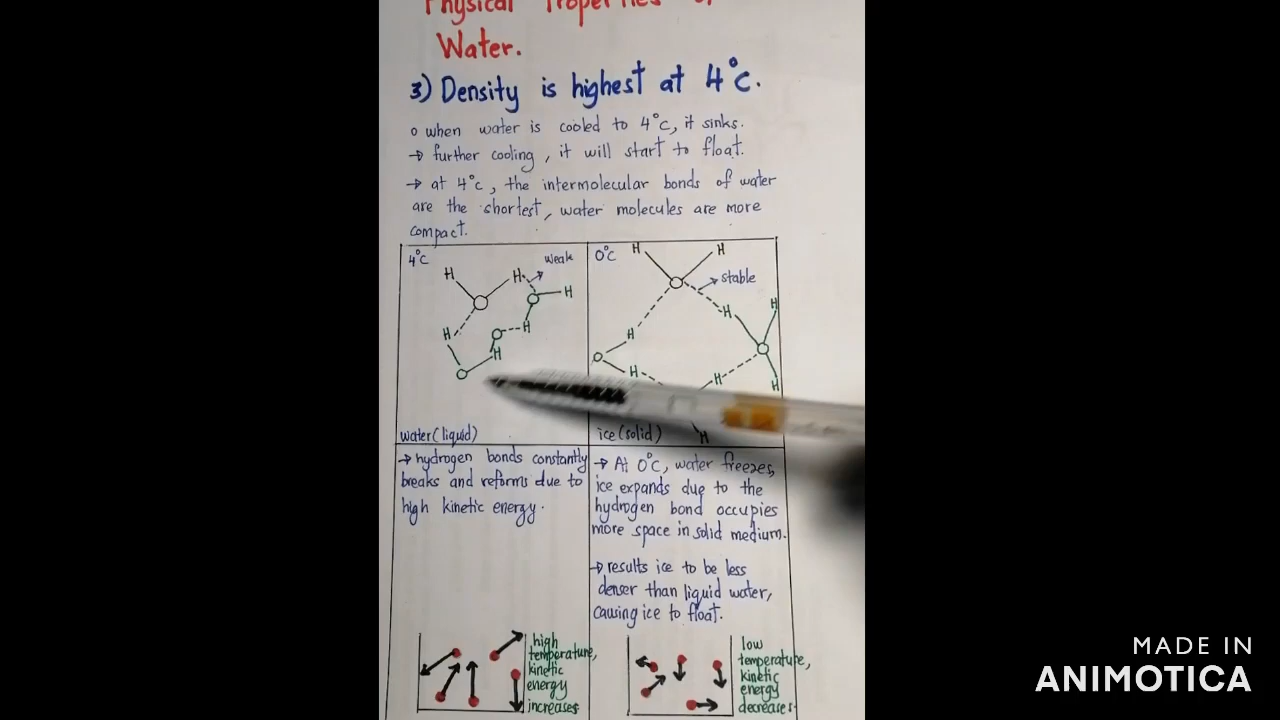 Physical Properties of
Water.
3) Density is highest at 4°C.
o when water is cooled to 4°C, it sinks.
→ further cooling, it will start to float.
→ at 4°C, the intermolecular bonds of water
are the shortest, water molecules are more
compact.
4°C
H
H
weak
H
H
H
H
water(liquid)
0°C
H
H
stable
H
H
H
H
H
H
H
ice(solid)
→ hydrogen bonds constantly
breaks and reforms due to
high kinetic energy.
→ At 0°C, water freezes,
ice expands due to the
hydrogen bond occupies
more space in solid medium.
→ results ice to be less
denser than liquid water,
causing ice to float.
high
temperature,
kinetic
energy
increases
low
temperature,
kinetic
energy
decreases.
MADE IN
ANIMOTICA